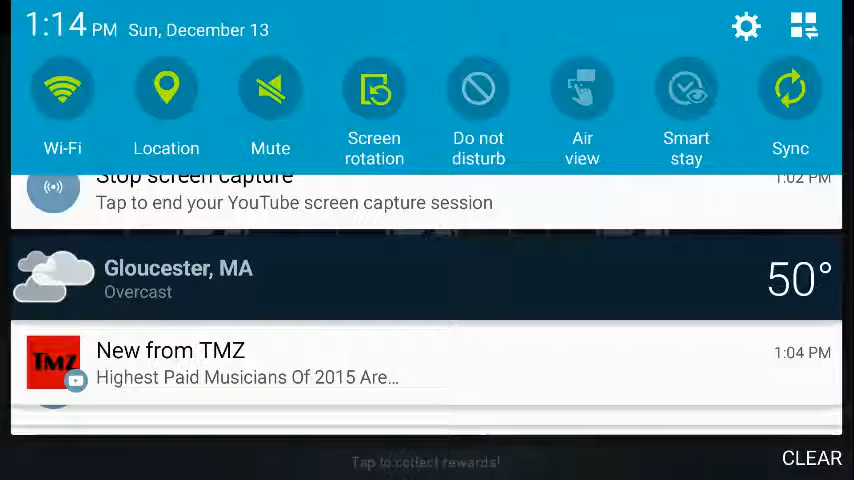 1:14 PM Sun, December 13
Wi-Fi
Location
Mute
Screen
rotation
Do not
disturb
Air
view
Smart
stay
Sync
Stop screen capture 1:02 PM
Tap to end your YouTube screen capture session
Gloucester, MA
Overcast
50°
TMZ
New from TMZ 1:04 PM
Highest Paid Musicians Of 2015 Are...
Tap to collect rewards!
CLEAR